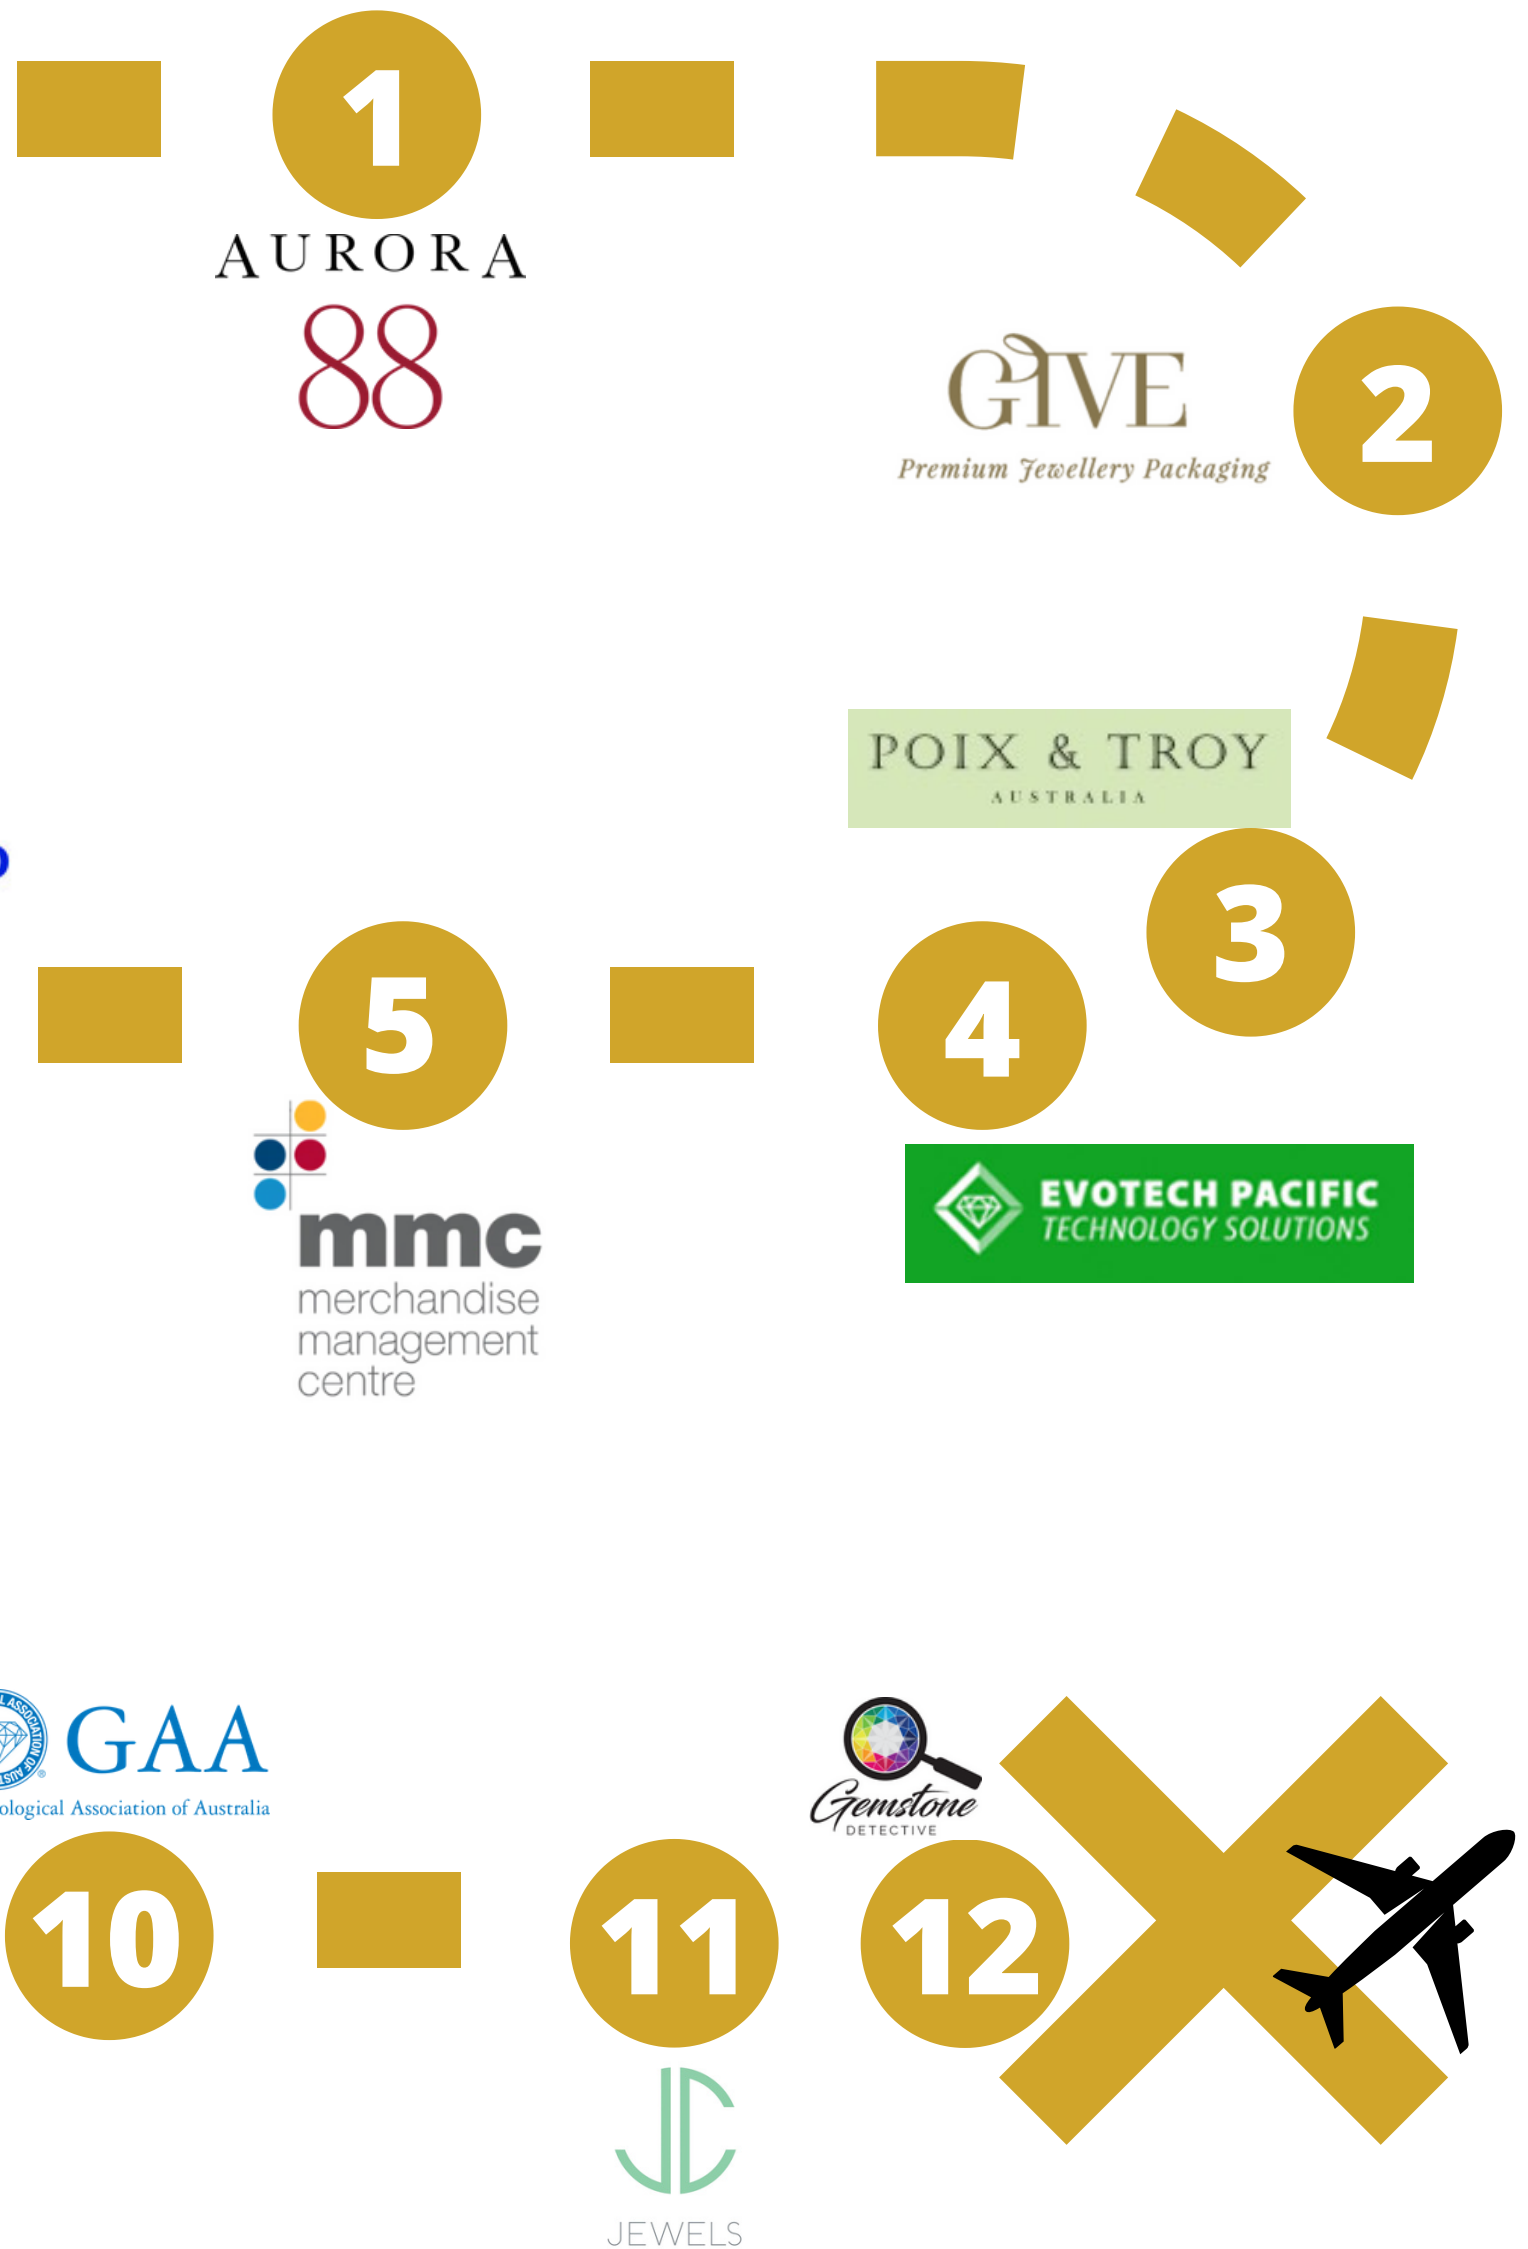 1
AURORA
88
GIVE
Premium Jewellery Packaging
2
POIX & TROY
AUSTRALIA
3
4
5
EVOTECH PACIFIC
TECHNOLOGY SOLUTIONS
mmc
merchandise
management
centre
GAA
ological Association of Australia
10
11
Gemstone
DETECTIVE
12
JC
JEWELS